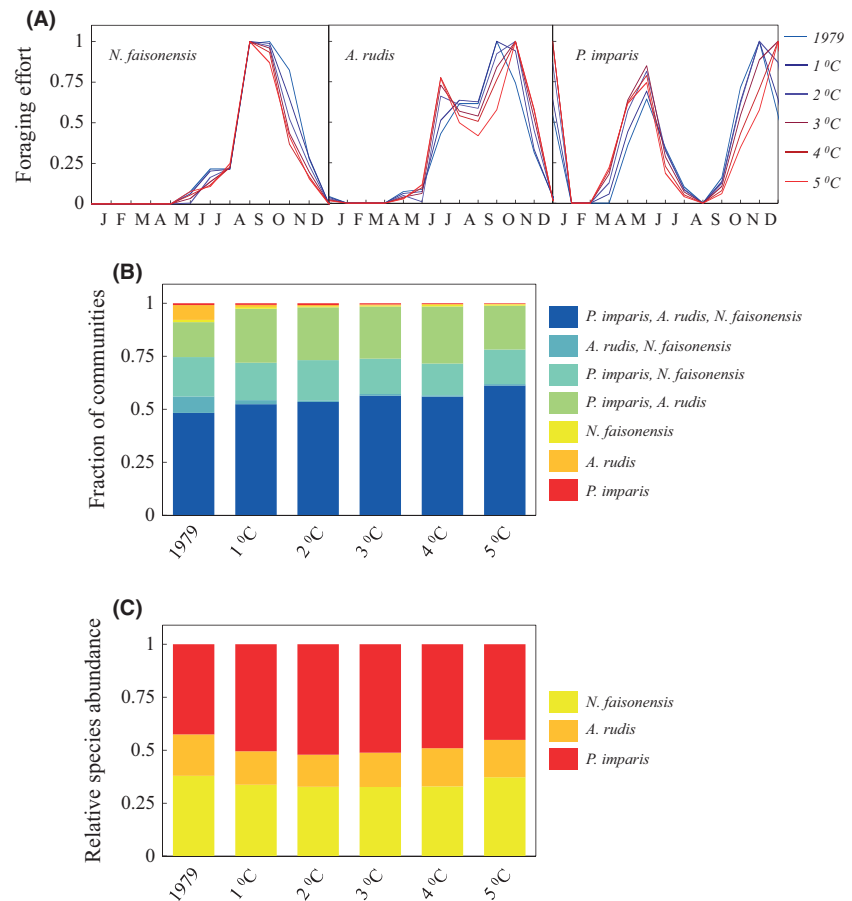 (A)
N. faisonensis
A. rudis
P. imparis
Foraging effort
1
0.75
0.5
0.25
0
J F M A M J J A S O N D
J F M A M J J A S O N D
J F M A M J J A S O N D
1979
1 ⁰C
2 ⁰C
3 ⁰C
4 ⁰C
5 ⁰C
(B)
Fraction of communities
1
0.75
0.5
0.25
0
1979
1 ⁰C
2 ⁰C
3 ⁰C
4 ⁰C
5 ⁰C
P. imparis, A. rudis, N. faisonensis
A. rudis, N. faisonensis
P. imparis, N. faisonensis
P. imparis, A. rudis
N. faisonensis
A. rudis
P. imparis
(C)
Relative species abundance
1
0.75
0.5
0.25
0
1979
1 ⁰C
2 ⁰C
3 ⁰C
4 ⁰C
5 ⁰C
N. faisonensis
A. rudis
P. imparis